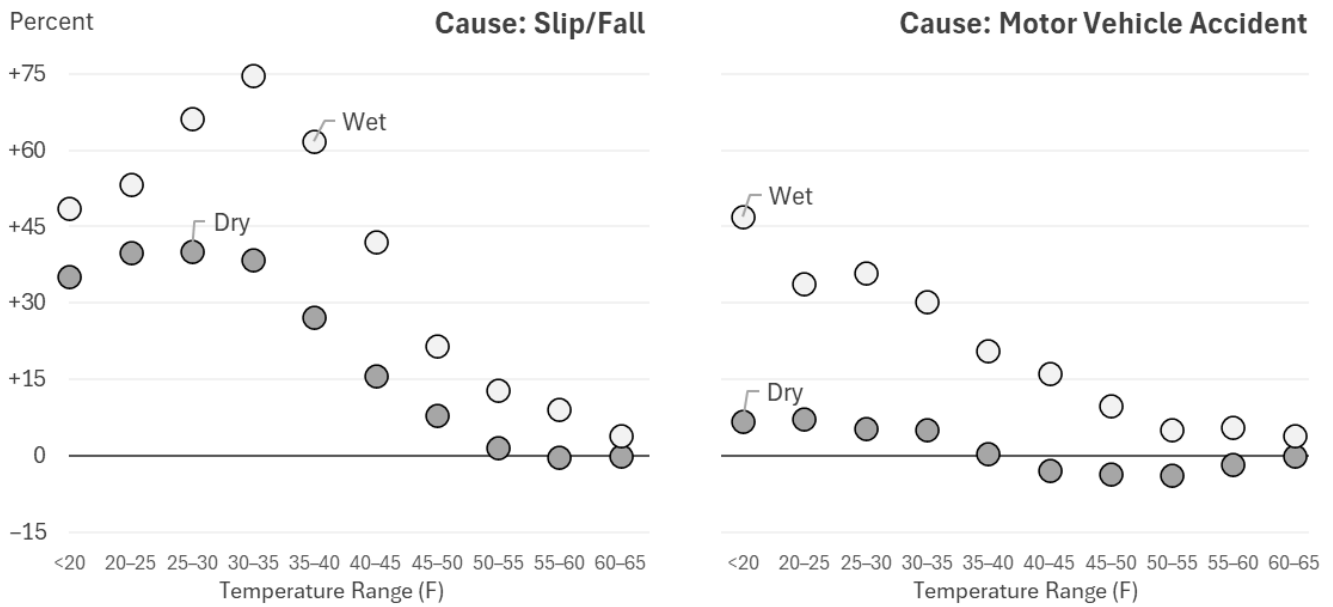 Percent
Cause: Slip/Fall
+75
+60
+45
+30
+15
0
−15
Wet
Dry
<20 20–25 25–30 30–35 35–40 40–45 45–50 50–55 55–60 60–65
Temperature Range (F)
Cause: Motor Vehicle Accident
Wet
Dry
<20 20–25 25–30 30–35 35–40 40–45 45–50 50–55 55–60 60–65
Temperature Range (F)